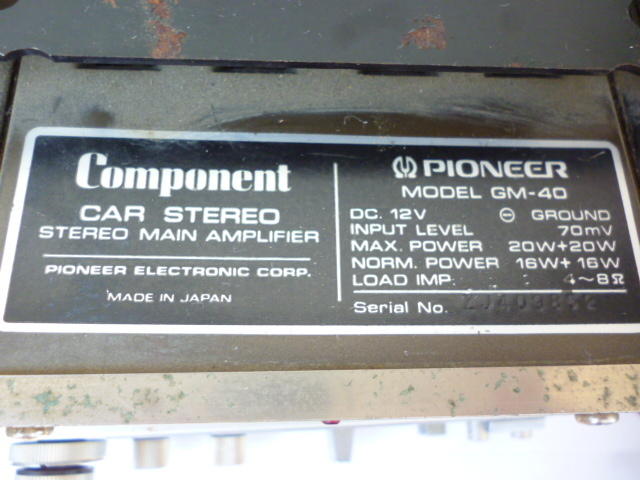 Component
CAR STEREO
STEREO MAIN AMPLIFIER
PIONEER ELECTRONIC CORP.
MADE IN JAPAN
PIONEER
MODEL GM-40
DC. 12V ⊖ GROUND
INPUT LEVEL 70mV
MAX. POWER 20W+20W
NORM. POWER 16W+16W
LOAD IMP. 4~8Ω
Serial No.